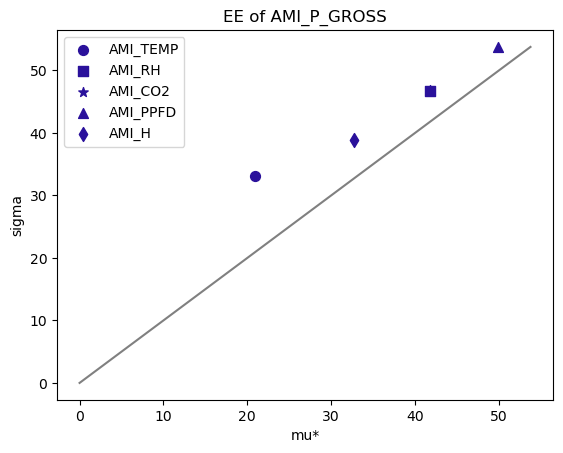 EE of AMI_P_GROSS
AMI_TEMP
AMI_RH
AMI_CO2
AMI_PPFD
AMI_H
50
40
30
20
10
0
sigma
0 10 20 30 40 50
mu*